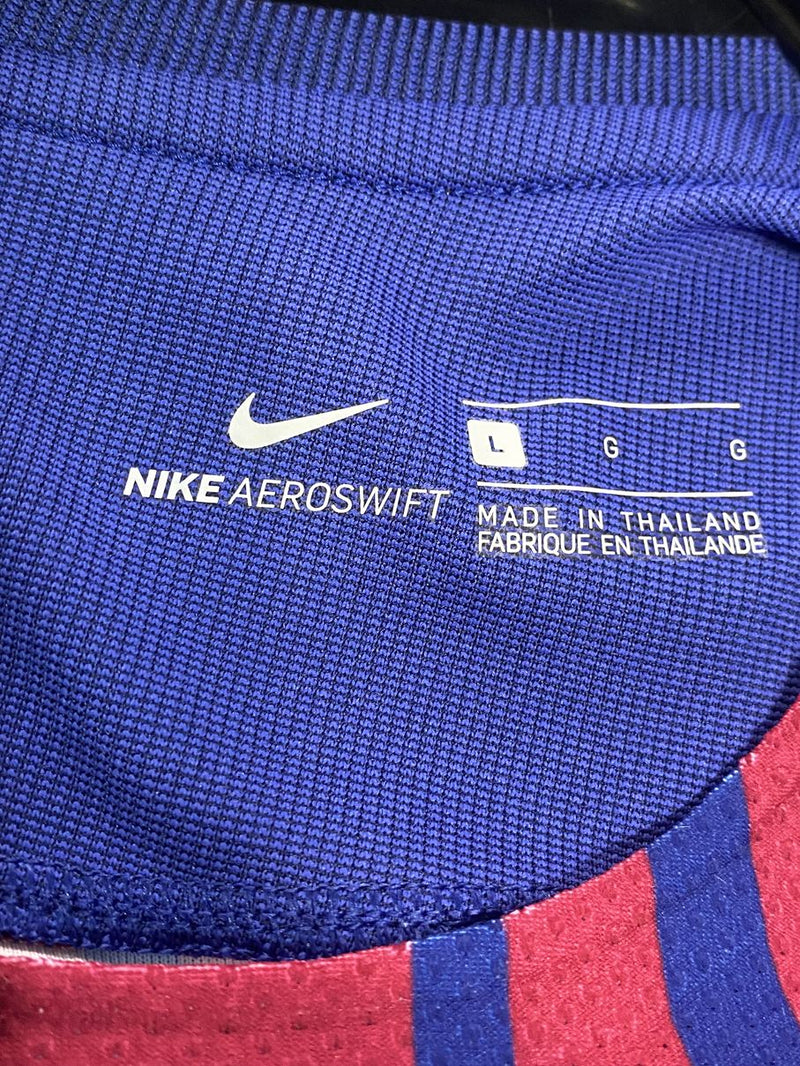 NIKE AEROSWIFT
L G G
MADE IN THAILAND
FABRIQUE EN THAILANDE